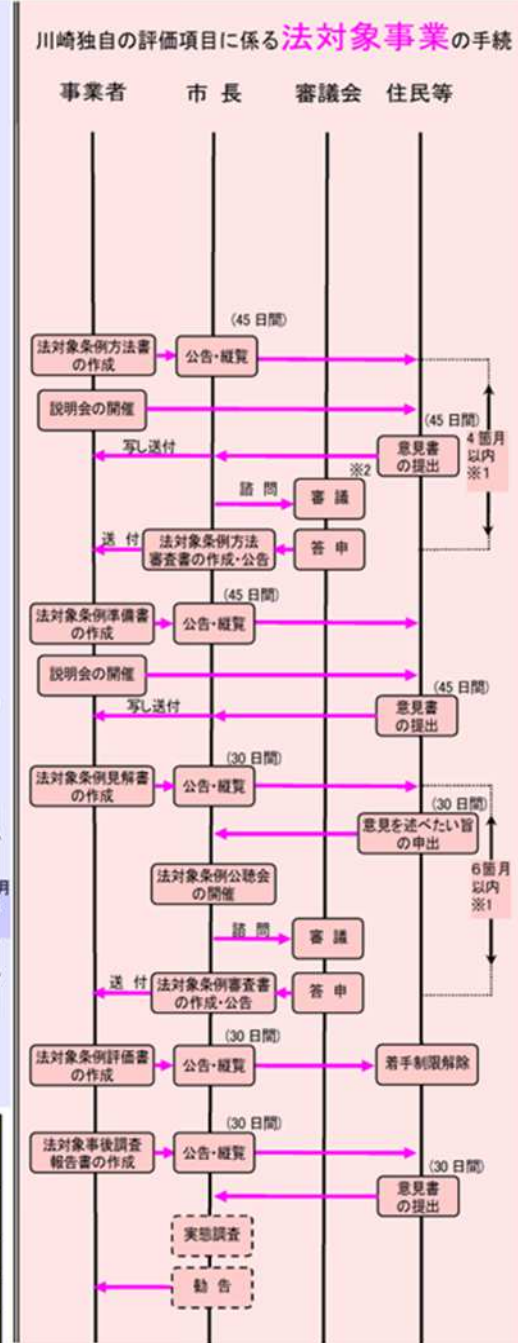 川崎独自の評価項目に係る法対象事業の手続
事業者 市長 審議会 住民等
(45日間)
法対象条例方法書
の作成
公告・縦覧
説明会の開催
(45日間)
意見書
の提出
4箇月
以内
※1
写し送付
※2
諮問
審議
送付
法対象条例方法
審査書の作成・公告
答申
(45日間)
法対象条例準備書
の作成
公告・縦覧
説明会の開催
(45日間)
写し送付
意見書
の提出
(30日間)
法対象条例見解書
の作成
公告・縦覧
(30日間)
意見を述べたい旨
の申出
6箇月
以内
※1
法対象条例公聴会
の開催
諮問
審議
送付
法対象条例審査書
の作成・公告
答申
(30日間)
法対象条例評価書
の作成
公告・縦覧
着手制限解除
(30日間)
法対象事後調査
報告書の作成
公告・縦覧
(30日間)
意見書
の提出
実態調査
勧告
月